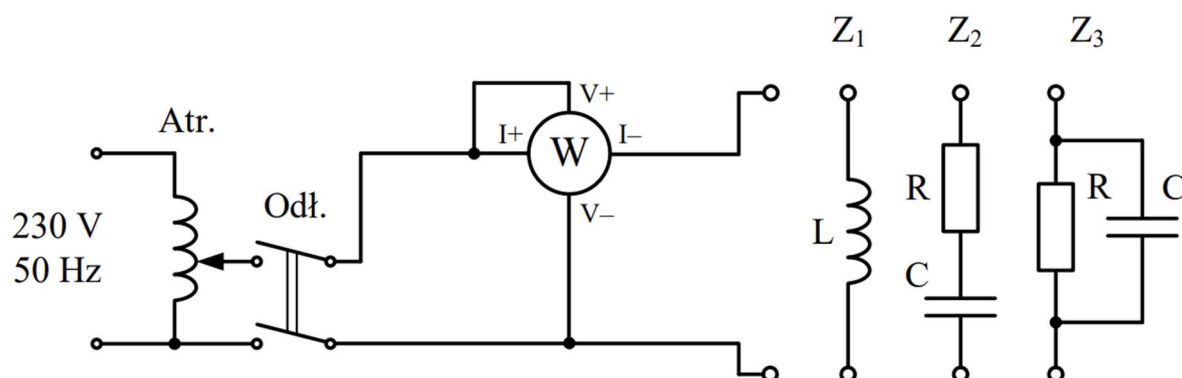 Z₁
Z₂
Z₃
Atr.
V+
I+
W
I–
V–
Odł.
230 V
50 Hz
L
R
C
R
C